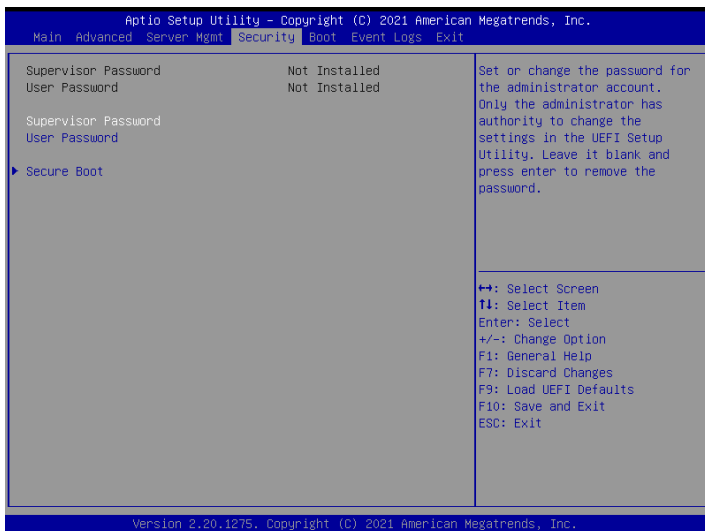 Aptio Setup Utility – Copyright (C) 2021 American Megatrends, Inc.
Main Advanced Server Mgmt Security Boot Event Logs Exit
Supervisor Password Not Installed
User Password Not Installed
Supervisor Password
User Password
▶ Secure Boot
Set or change the password for
the administrator account.
Only the administrator has
authority to change the
settings in the UEFI Setup
Utility. Leave it blank and
press enter to remove the
password.
↔: Select Screen
↑↓: Select Item
Enter: Select
+/-: Change Option
F1: General Help
F7: Discard Changes
F9: Load UEFI Defaults
F10: Save and Exit
ESC: Exit
Version 2.20.1275. Copyright (C) 2021 American Megatrends, Inc.